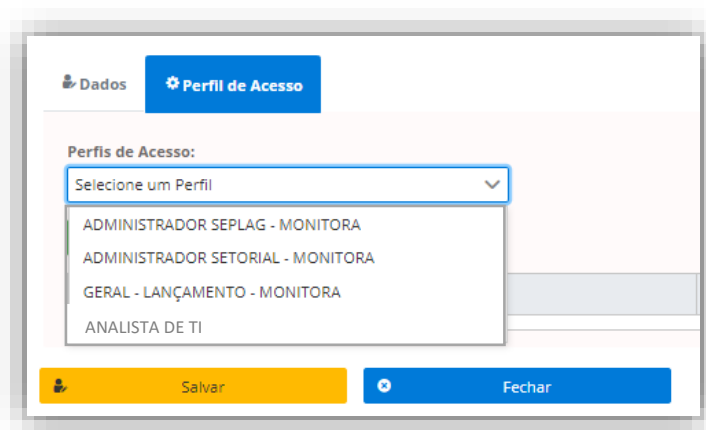 Dados Perfil de Acesso
Perfis de Acesso:
Selecione um Perfil
ADMINISTRADOR SEPLAG - MONITORA
ADMINISTRADOR SETORIAL - MONITORA
GERAL - LANÇAMENTO - MONITORA
ANALISTA DE TI
Salvar Fechar